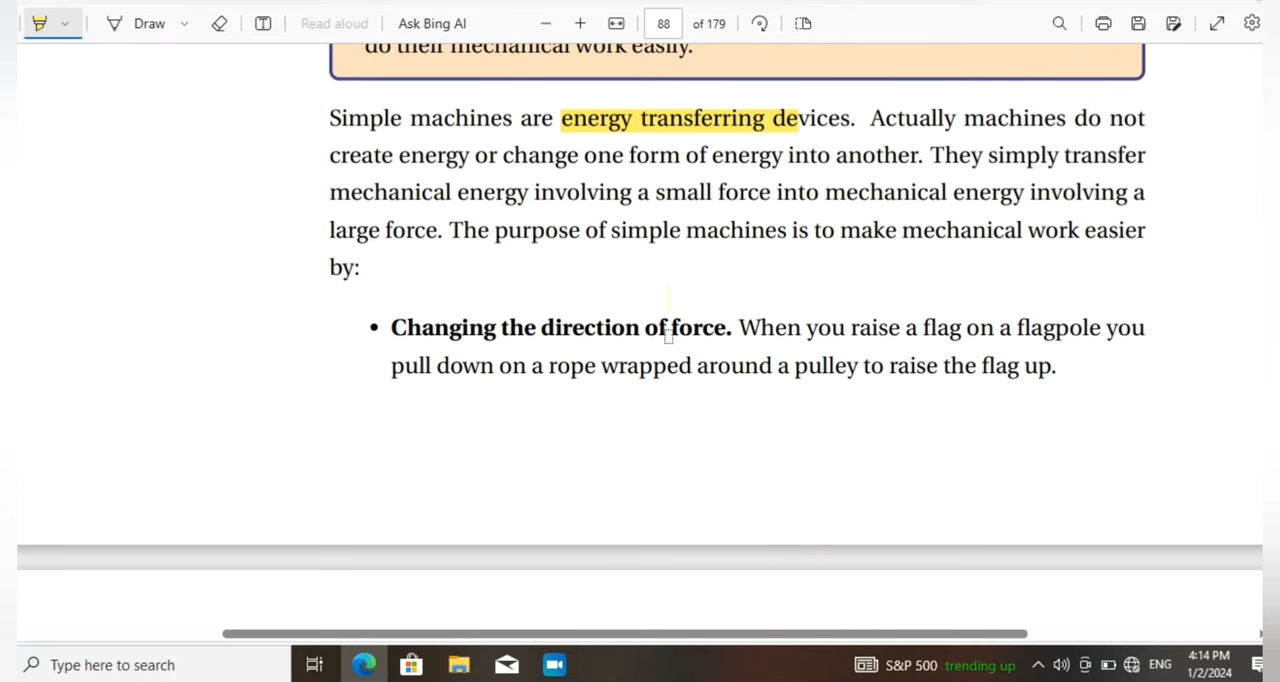 Draw
Read aloud
Ask Bing AI
88
of 179
do their mechanical work easily.
Simple machines are energy transferring devices. Actually machines do not
create energy or change one form of energy into another. They simply transfer
mechanical energy involving a small force into mechanical energy involving a
large force. The purpose of simple machines is to make mechanical work easier
by:
• Changing the direction of force. When you raise a flag on a flagpole you
pull down on a rope wrapped around a pulley to raise the flag up.
Type here to search
S&P 500 trending up
ENG
4:14 PM
1/2/2024